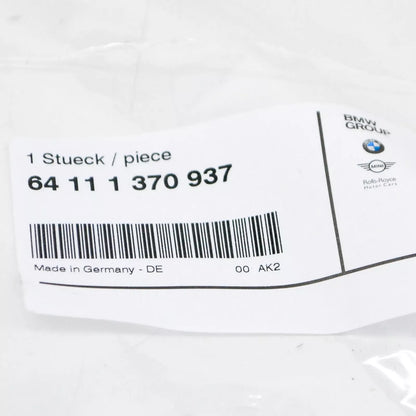 1 Stueck / piece
64 11 1 370 937
Made in Germany - DE 00 AK2
BMW
GROUP
MINI
Rolls-Royce
Motor Cars